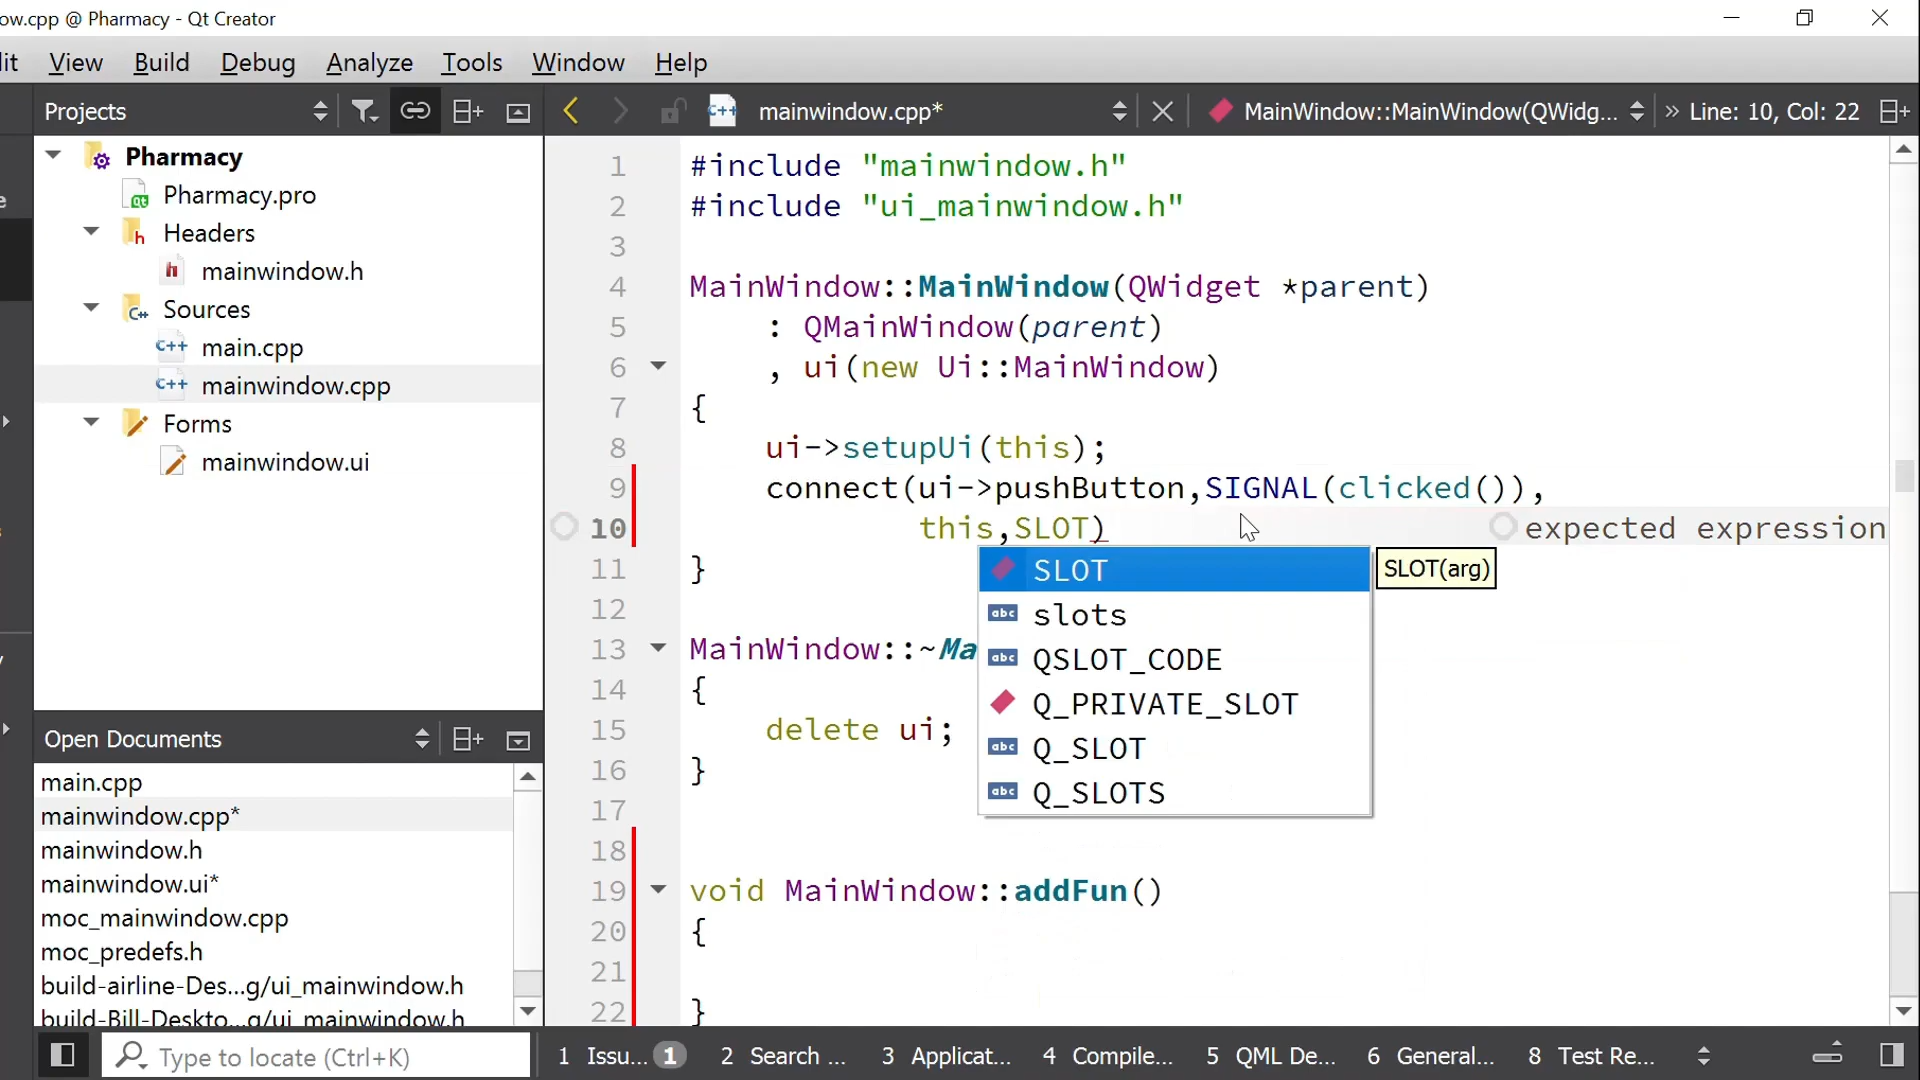 ow.cpp @ Pharmacy - Qt Creator
it View Build Debug Analyze Tools Window Help
Projects
mainwindow.cpp*
MainWindow::MainWindow(QWidg...
» Line: 10, Col: 22
Pharmacy
Pharmacy.pro
Headers
mainwindow.h
Sources
main.cpp
mainwindow.cpp
Forms
mainwindow.ui
1 #include "mainwindow.h"
2 #include "ui_mainwindow.h"
3
4 MainWindow::MainWindow(QWidget *parent)
5 : QMainWindow(parent)
6 , ui(new Ui::MainWindow)
7 {
8 ui->setupUi(this);
9 connect(ui->pushButton,SIGNAL(clicked()),
10 this,SLOT) expected expression
11 }
12
13 MainWindow::~Ma
14 {
15 delete ui;
16 }
17
18
19 void MainWindow::addFun()
20 {
21
22 }
SLOT
slots
QSLOT_CODE
Q_PRIVATE_SLOT
Q_SLOT
Q_SLOTS
SLOT(arg)
Open Documents
main.cpp
mainwindow.cpp*
mainwindow.h
mainwindow.ui*
moc_mainwindow.cpp
moc_predefs.h
build-airline-Des...g/ui_mainwindow.h
build-Bill-Deskto...g/ui_mainwindow.h
Type to locate (Ctrl+K)
1 Issu... 1 2 Search ... 3 Applicat... 4 Compile... 5 QML De... 6 General... 8 Test Re...